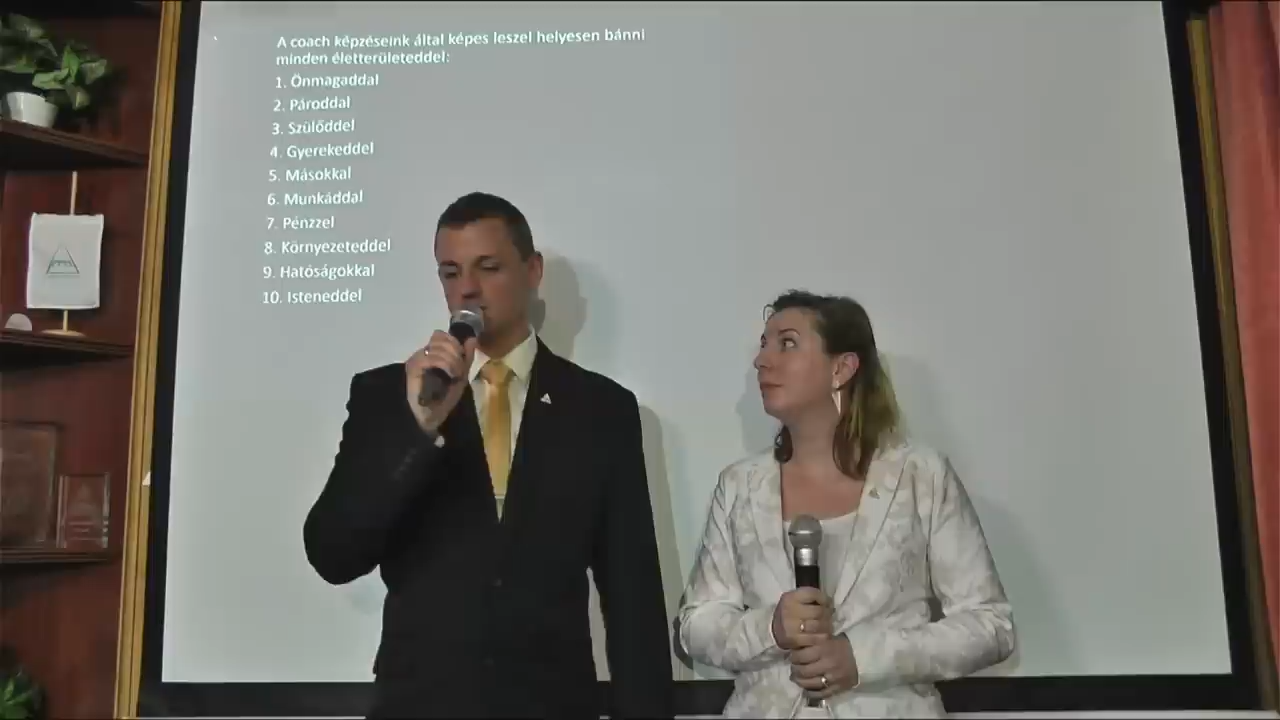 A coach képzéseink által képes leszel helyesen bánni
minden életterületeddel:
1. Önmagaddal
2. Pároddal
3. Szülőddel
4. Gyerekeddel
5. Másokkal
6. Munkáddal
7. Pénzzel
8. Környezeteddel
9. Hatóságokkal
10. Isteneddel